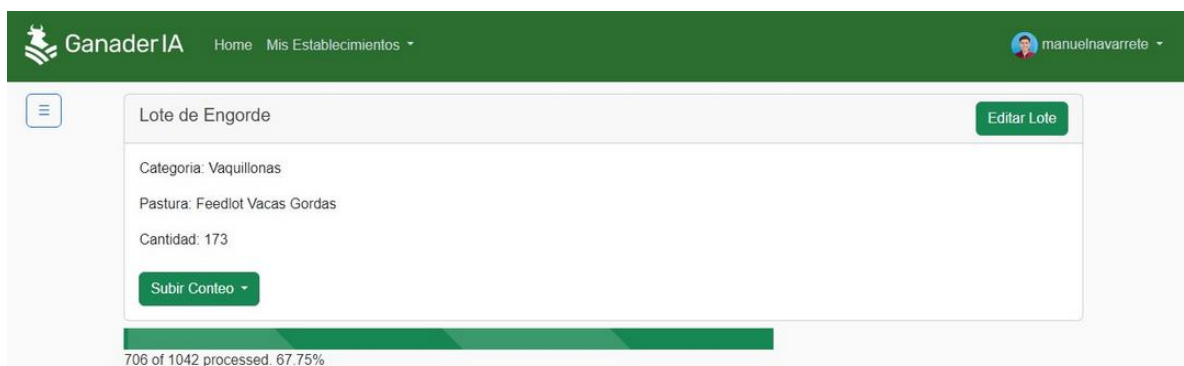 GanaderIA Home Mis Establecimientos manuelnavarrete
Lote de Engorde Editar Lote
Categoria: Vaquillonas
Pastura: Feedlot Vacas Gordas
Cantidad: 173
Subir Conteo
706 of 1042 processed. 67.75%